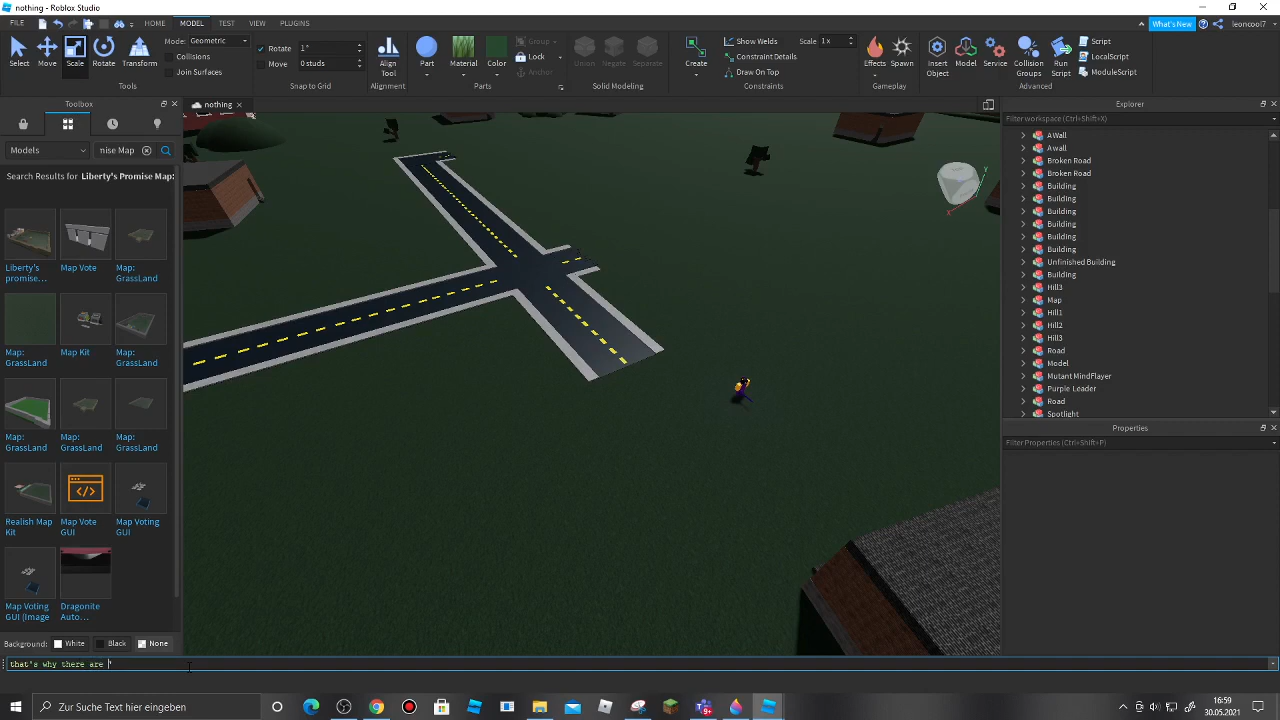 nothing - Roblox Studio
FILE HOME MODEL TEST VIEW PLUGINS What's New leoncool7
Select Move Scale Rotate Transform
Mode: Geometric
Collisions
Join Surfaces
Tools
Rotate 1°
Move 0 studs
Snap to Grid
Align Tool
Alignment
Part Material Color
Group
Lock
Anchor
Parts
Union Negate Separate
Solid Modeling
Create
Show Welds
Constraint Details
Draw On Top
Scale 1 x
Constraints
Effects Spawn
Gameplay
Insert Object
Model
Service
Collision Groups
Run Script
Script
LocalScript
ModuleScript
Advanced
Toolbox
Models nise Map
Search Results for Liberty's Promise Map:
Liberty's promise... Map Vote Map: GrassLand
Map: GrassLand Map Kit Map: GrassLand
Map: GrassLand Map: GrassLand Map: GrassLand
Realish Map Kit Map Vote GUI Map Voting GUI
Map Voting GUI (Image Dragonite Auto...
Background: White Black None
nothing
Y
X
Explorer
Filter workspace (Ctrl+Shift+X)
AWall
Awall
Broken Road
Broken Road
Building
Building
Building
Building
Building
Building
Unfinished Building
Building
Hill3
Map
Hill1
Hill2
Hill3
Road
Model
Mutant MindFlayer
Purple Leader
Road
Spotlight
Properties
Filter Properties (Ctrl+Shift+P)
that's why there are '
Zur Suche Text hier eingeben
9+
16:59
30.05.2021